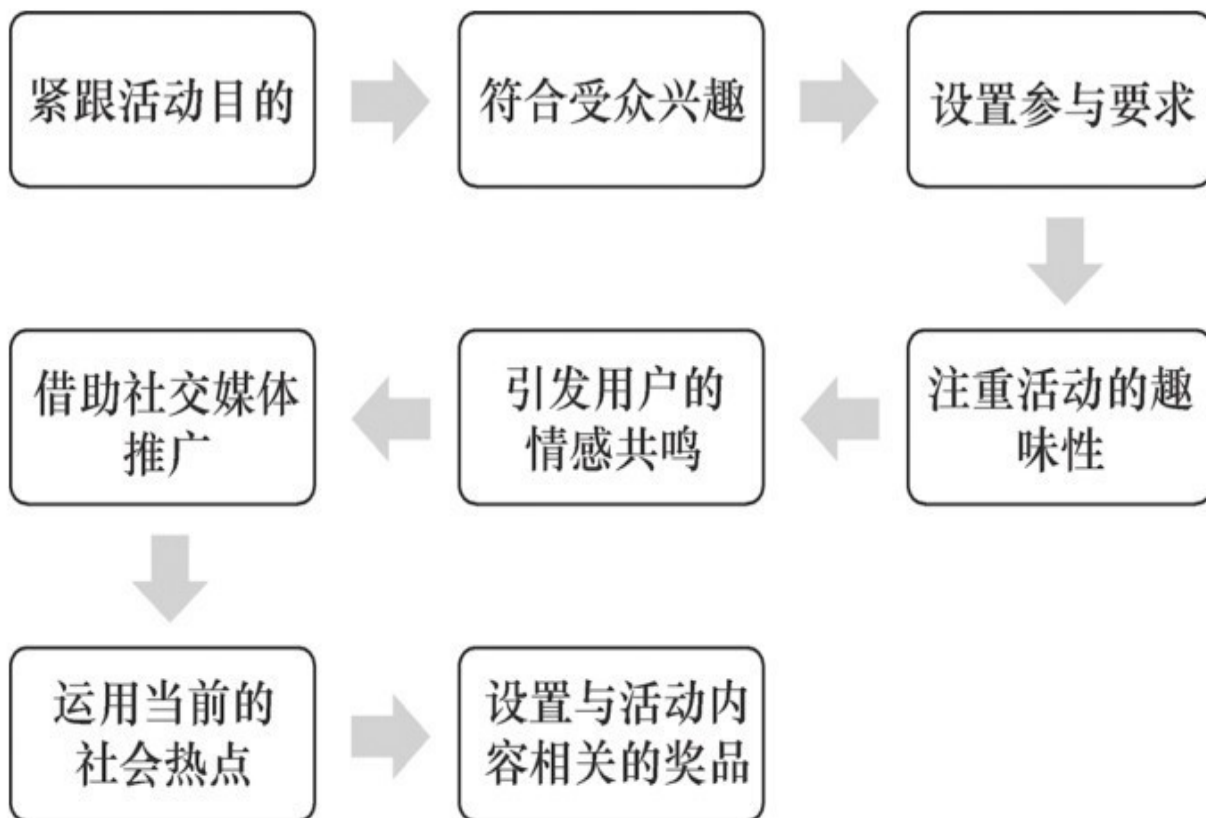 紧跟活动目的
符合受众兴趣
设置参与要求
注重活动的趣
味性
引发用户的
情感共鸣
借助社交媒体
推广
运用当前的
社会热点
设置与活动内
容相关的奖品